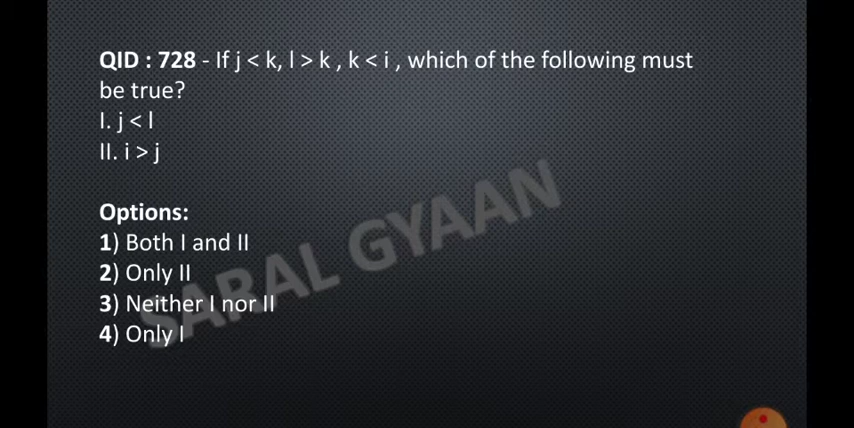 QID : 728 - If j < k, l > k , k < i , which of the following must
be true?
I. j < l
II. i > j
Options:
1) Both I and II
2) Only II
3) Neither I nor II
4) Only I
SARAL GYAAN